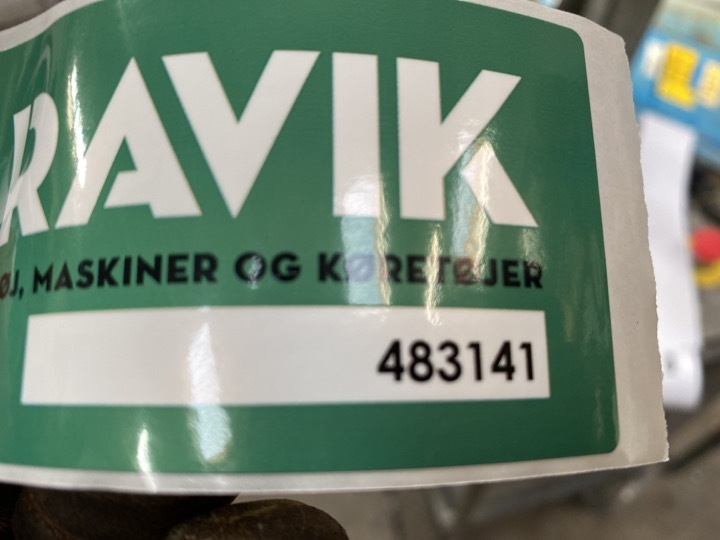 RAVIK
ØJ, MASKINER OG KØRETØJER
483141